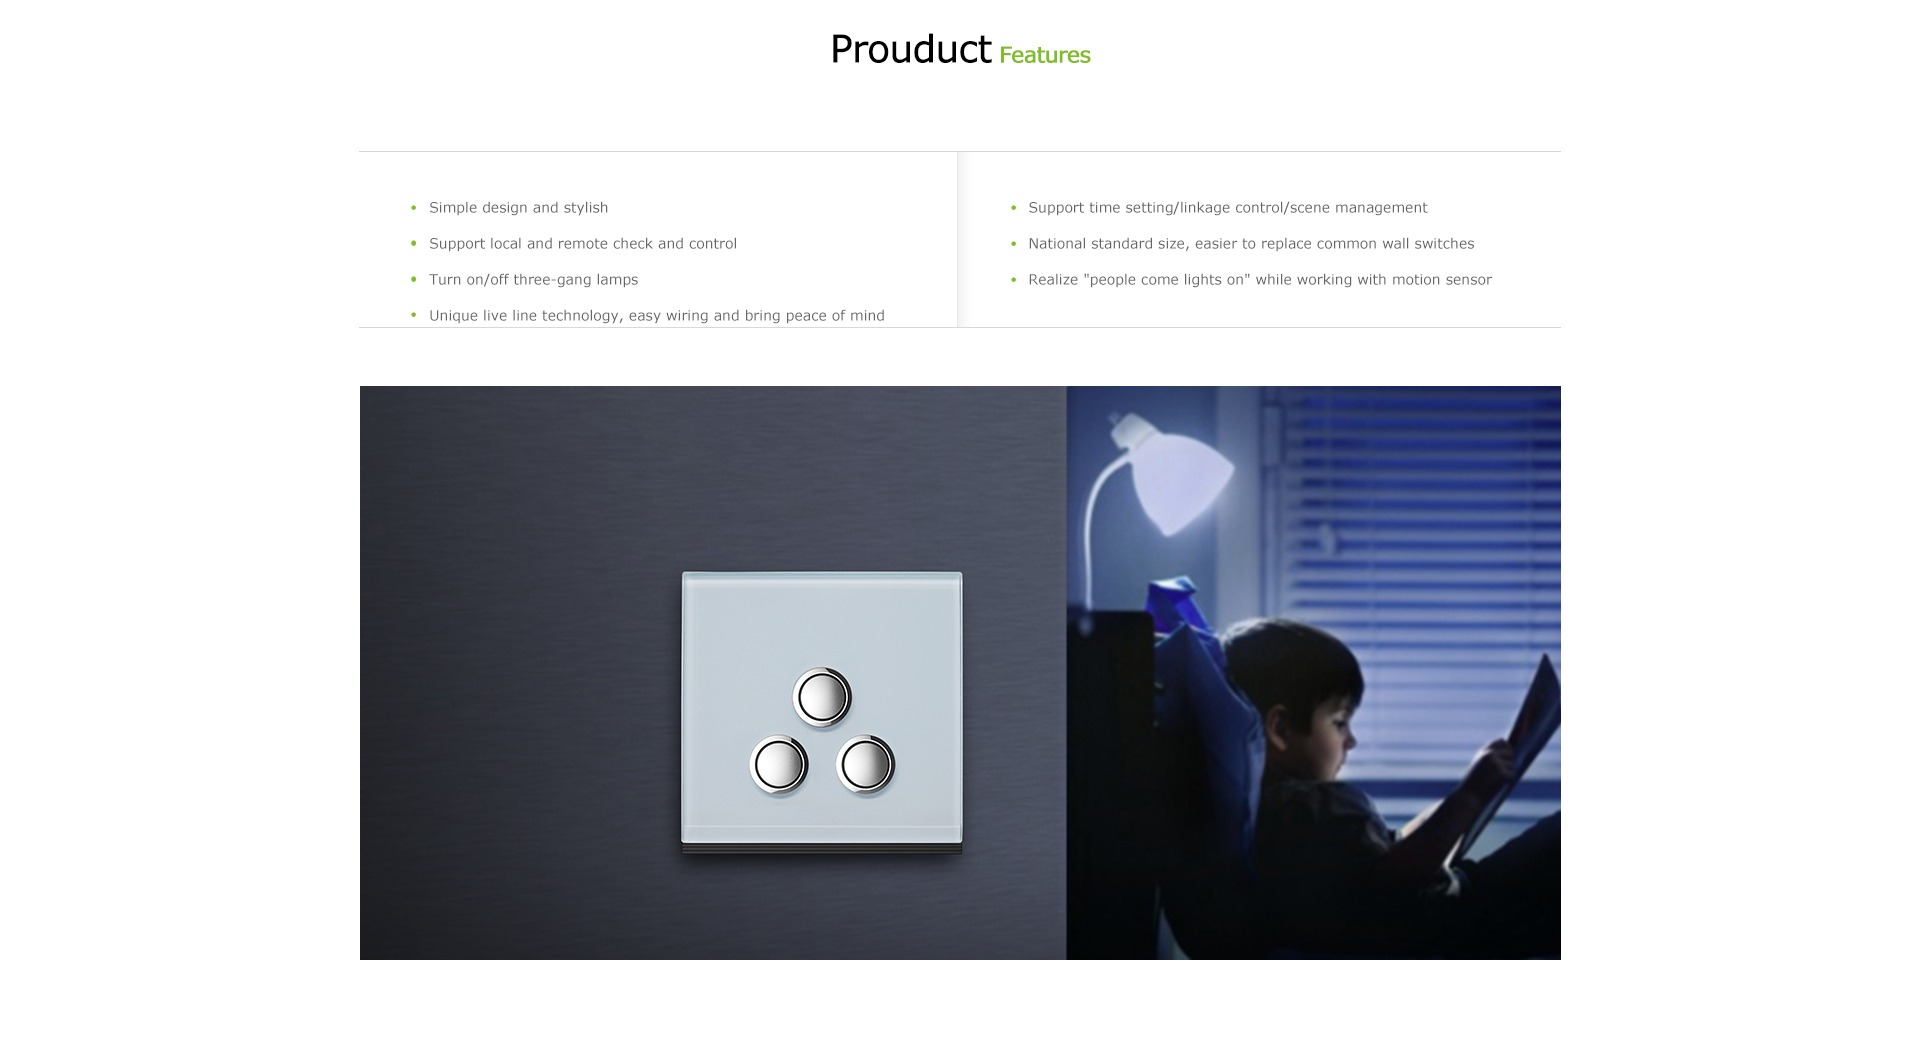 Prouduct Features
Simple design and stylish
Support local and remote check and control
Turn on/off three-gang lamps
Unique live line technology, easy wiring and bring peace of mind
Support time setting/linkage control/scene management
National standard size, easier to replace common wall switches
Realize "people come lights on" while working with motion sensor